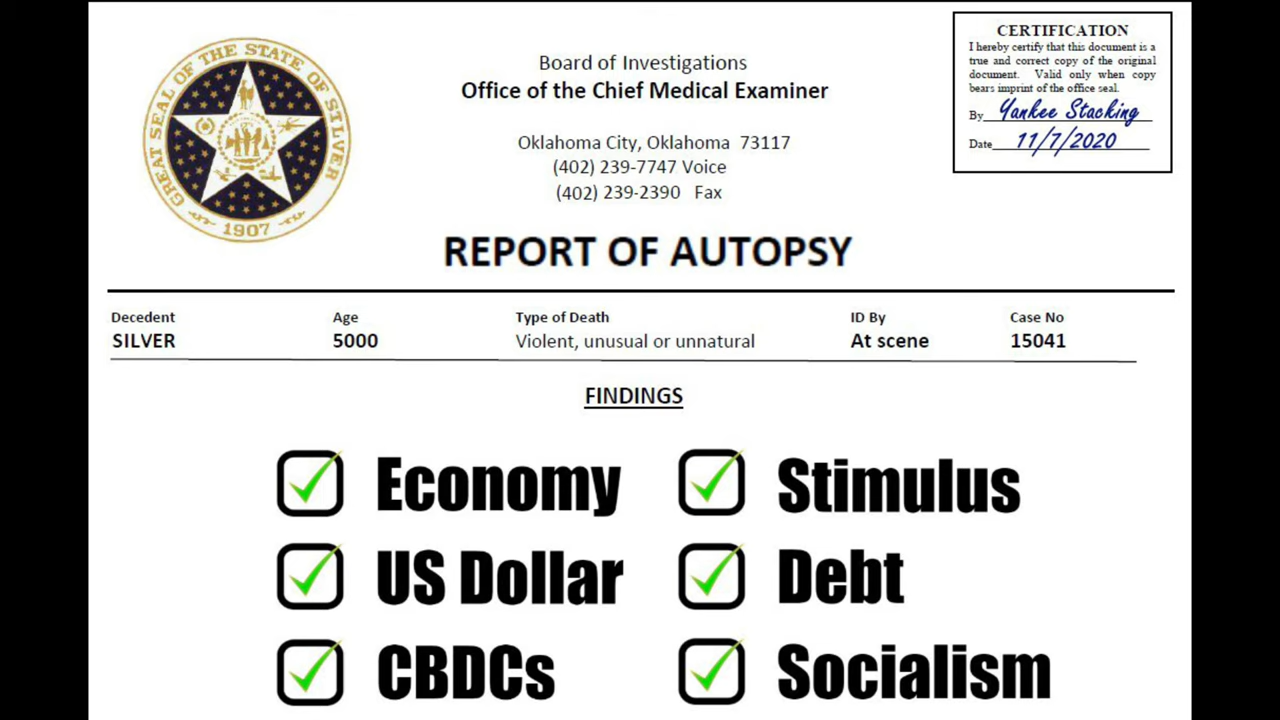 GREAT SEAL OF THE STATE OF SILVER
1907
Board of Investigations
Office of the Chief Medical Examiner
Oklahoma City, Oklahoma 73117
(402) 239-7747 Voice
(402) 239-2390 Fax
CERTIFICATION
I hereby certify that this document is a
true and correct copy of the original
document. Valid only when copy
bears imprint of the office seal.
By Yankee Stacking
Date 11/7/2020
REPORT OF AUTOPSY
Decedent Age Type of Death ID By Case No
SILVER 5000 Violent, unusual or unnatural At scene 15041
FINDINGS
Economy Stimulus
US Dollar Debt
CBDCs Socialism